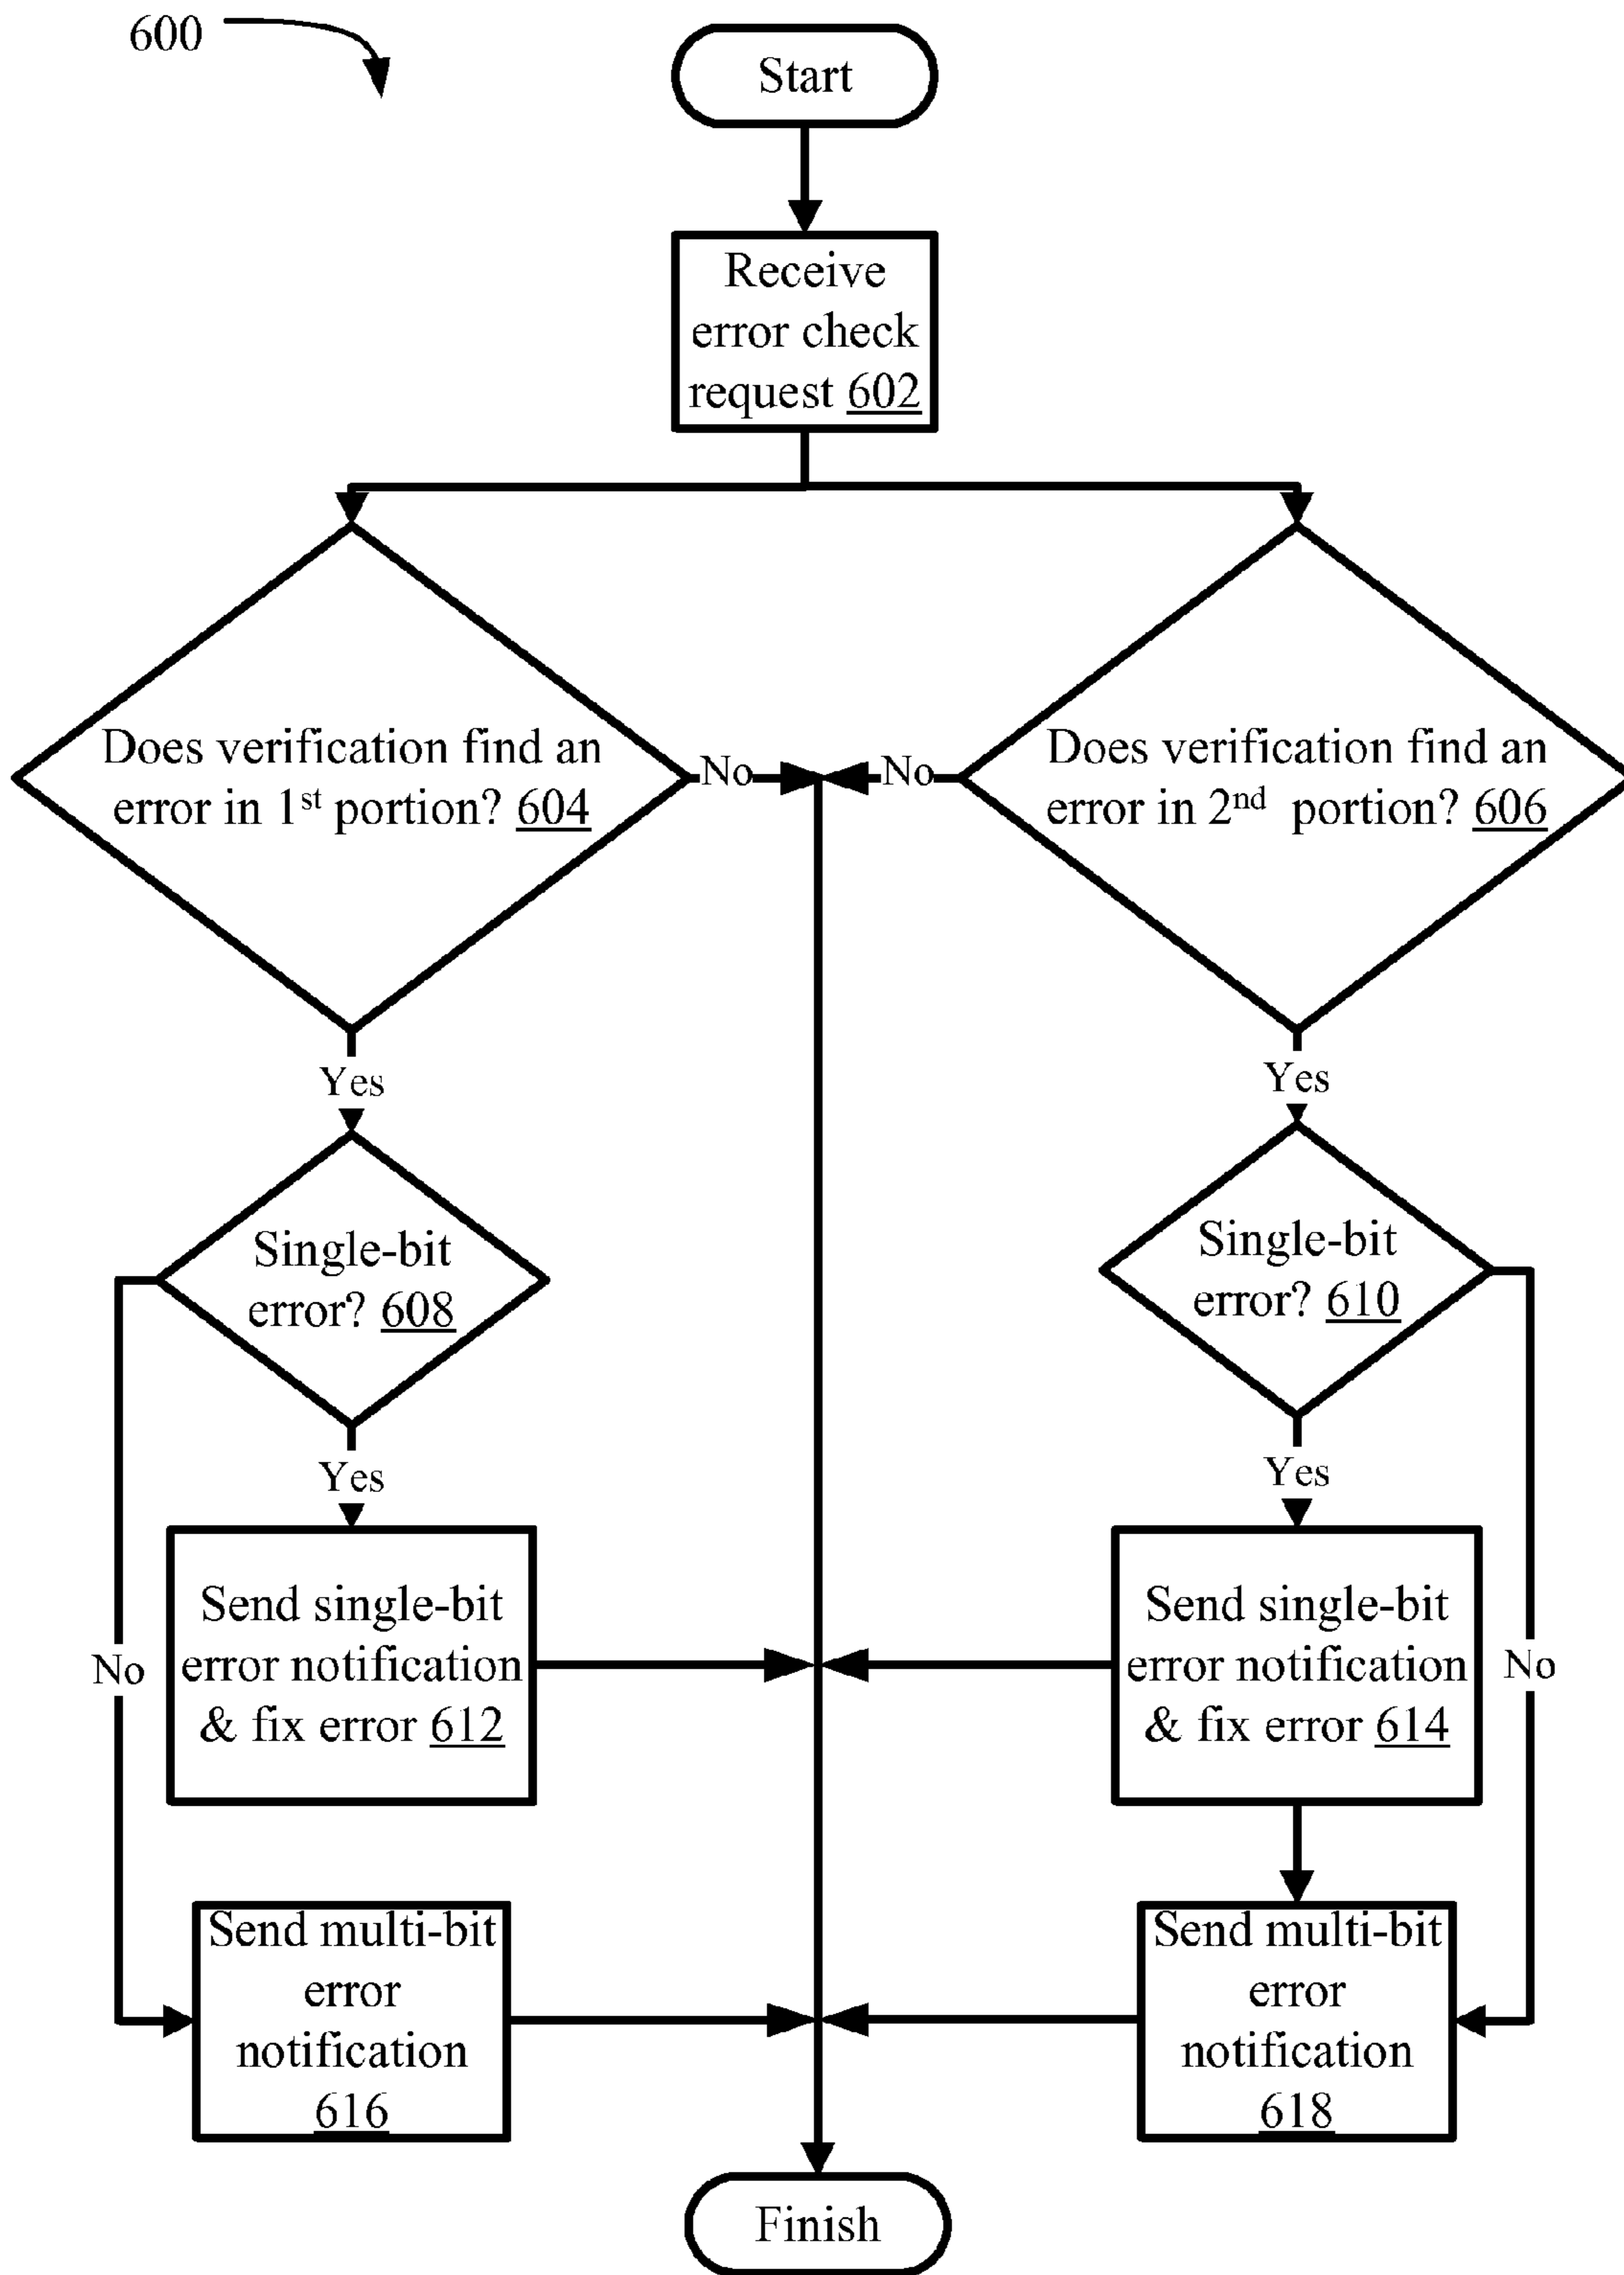 600
Start
Receive
error check
request 602
Does verification find an
error in 1st portion? 604
No
No
Does verification find an
error in 2nd portion? 606
Yes
Yes
Single-bit
error? 608
Single-bit
error? 610
Yes
Yes
Send single-bit
error notification
& fix error 612
Send single-bit
error notification
& fix error 614
No
No
Send multi-bit
error
notification
616
Send multi-bit
error
notification
618
Finish